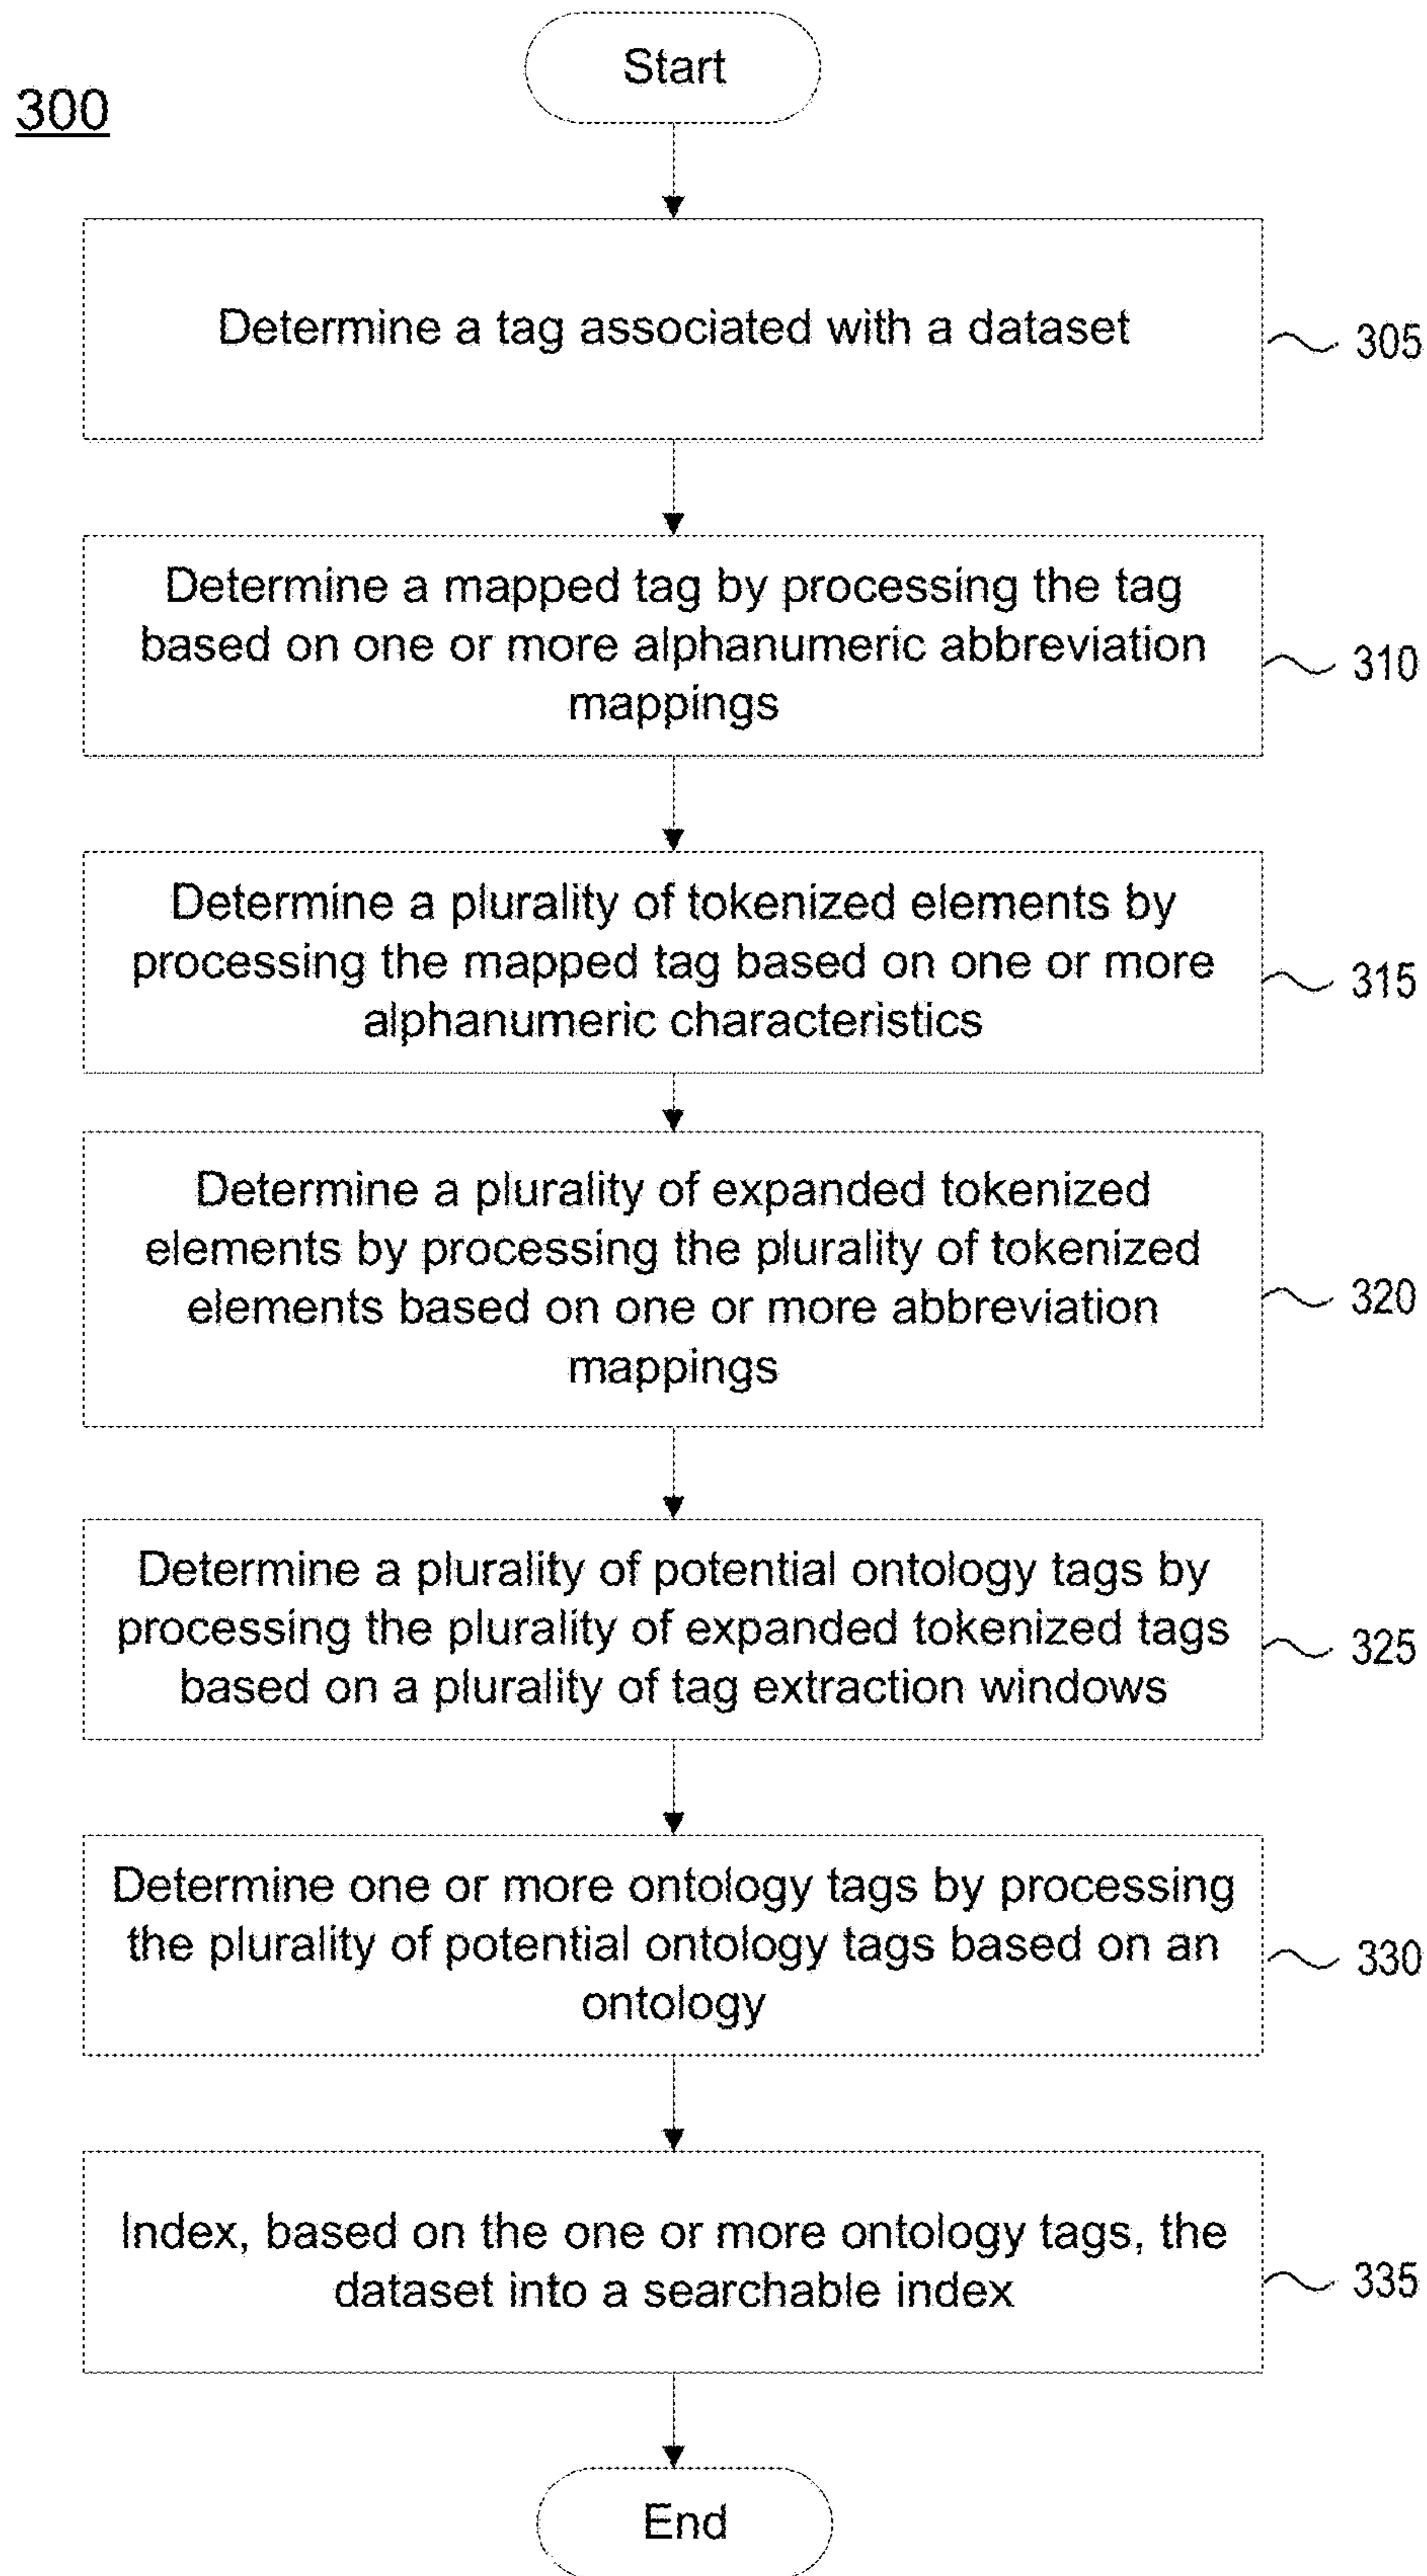 Start
300
Determine a tag associated with a dataset
305
Determine a mapped tag by processing the tag
based on one or more alphanumeric abbreviation
mappings
310
Determine a plurality of tokenized elements by
processing the mapped tag based on one or more
alphanumeric characteristics
315
Determine a plurality of expanded tokenized
elements by processing the plurality of tokenized
elements based on one or more abbreviation
mappings
320
Determine a plurality of potential ontology tags by
processing the plurality of expanded tokenized tags
based on a plurality of tag extraction windows
325
Determine one or more ontology tags by processing
the plurality of potential ontology tags based on an
ontology
330
Index, based on the one or more ontology tags, the
dataset into a searchable index
335
End